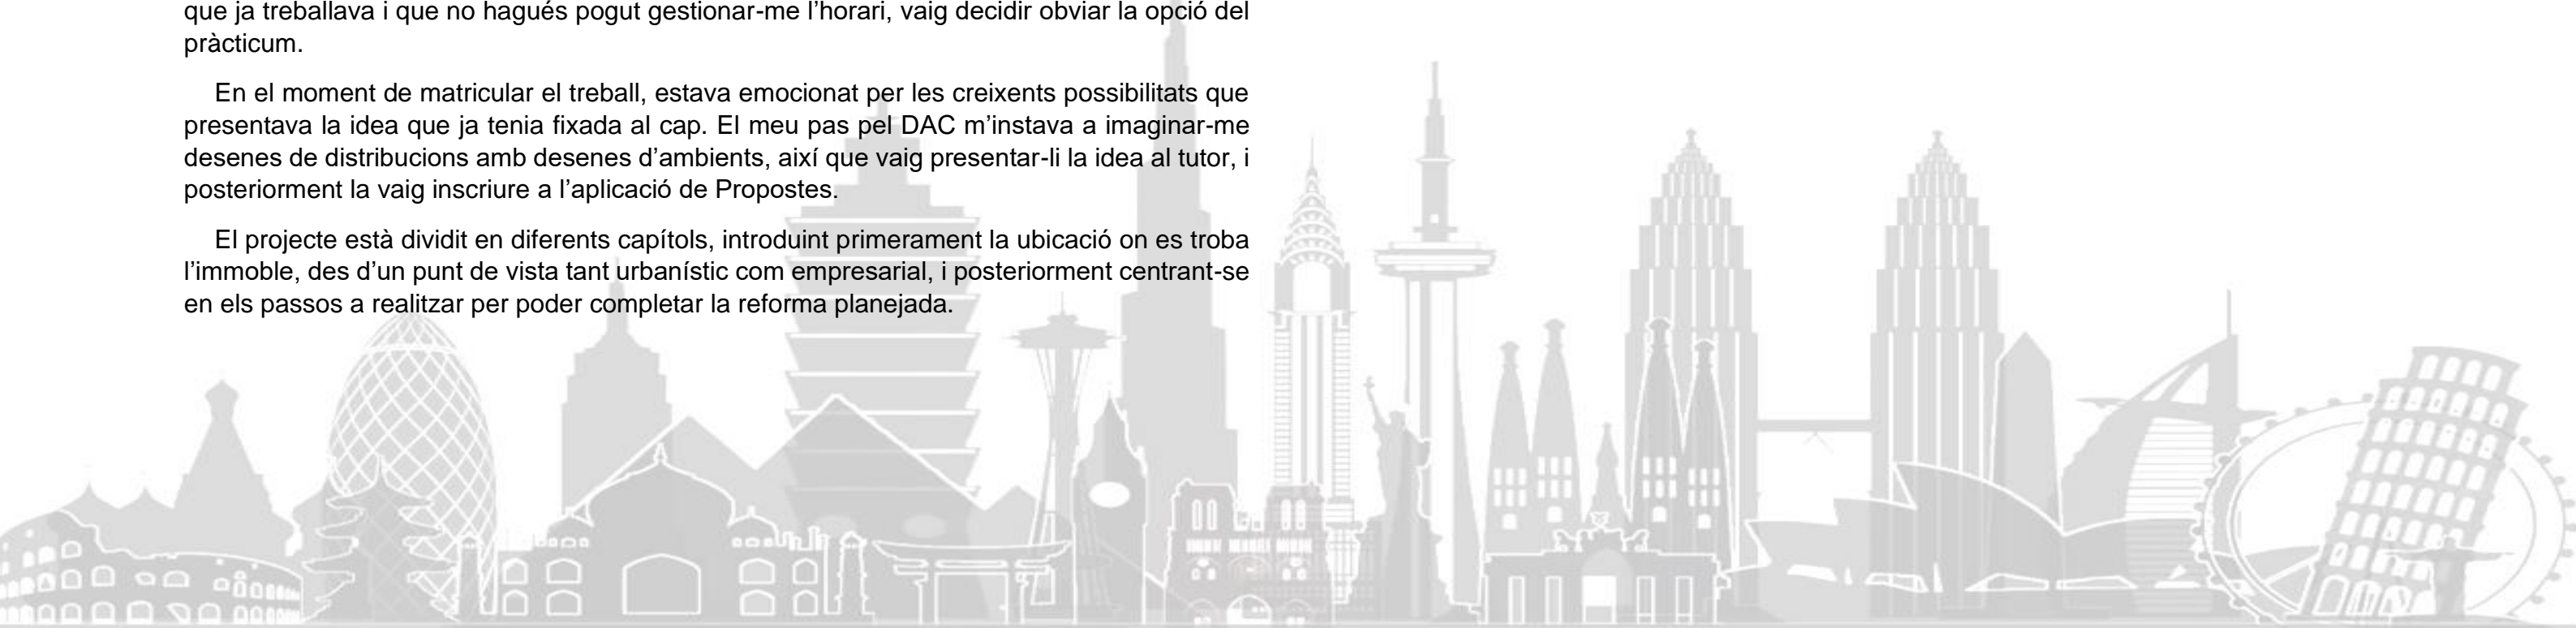 que ja treballava i que no hagués pogut gestionar-me l’horari, vaig decidir obviar la opció del
pràcticum.
En el moment de matricular el treball, estava emocionat per les creixents possibilitats que
presentava la idea que ja tenia fixada al cap. El meu pas pel DAC m’instava a imaginar-me
desenes de distribucions amb desenes d’ambients, així que vaig presentar-li la idea al tutor, i
posteriorment la vaig inscriure a l’aplicació de Propostes.
El projecte està dividit en diferents capítols, introduint primerament la ubicació on es troba
l’immoble, des d’un punt de vista tant urbanístic com empresarial, i posteriorment centrant-se
en els passos a realitzar per poder completar la reforma planejada.